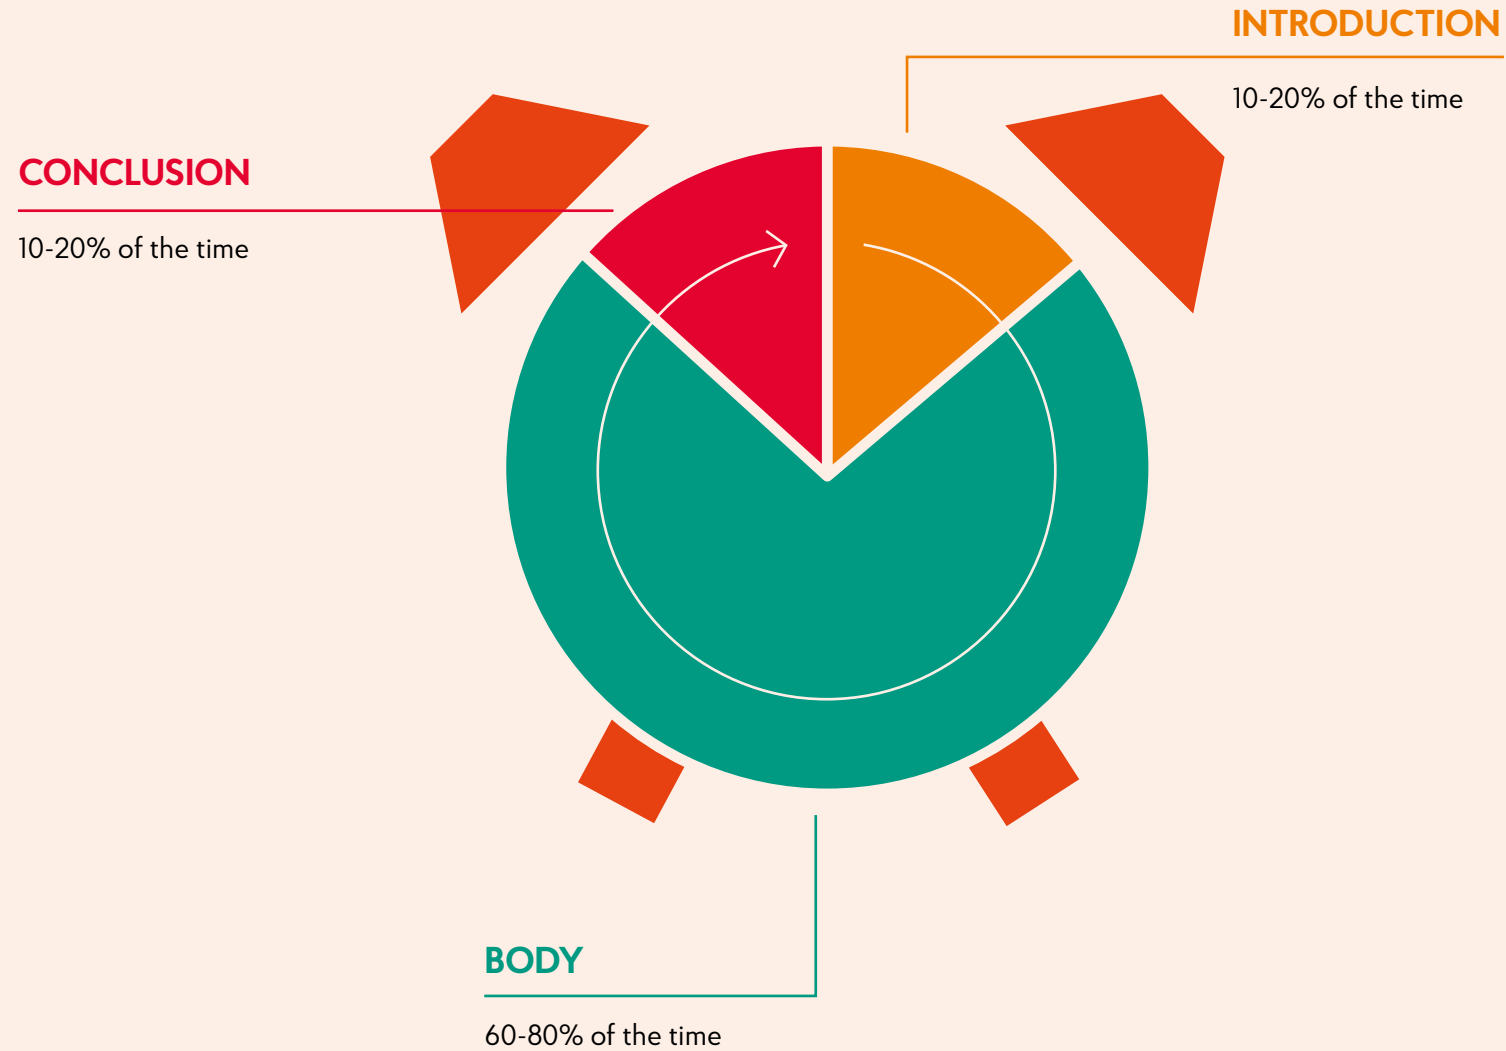 INTRODUCTION
10-20% of the time
CONCLUSION
10-20% of the time
BODY
60-80% of the time